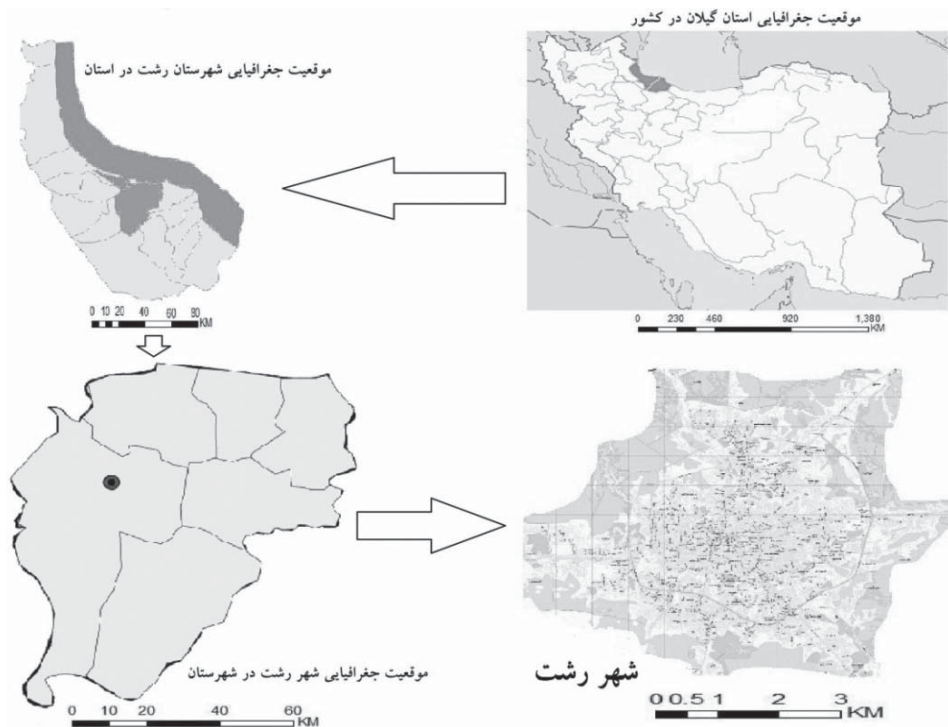 موقعیت جغرافیایی استان گیلان در کشور
0 230 460 920 1,380
KM
موقعیت جغرافیایی شهرستان رشت در استان
0 10 20 40 60 80
KM
موقعیت جغرافیایی شهر رشت در شهرستان
0 10 20 40 60
KM
شهر رشت
0 0.5 1 2 3
KM